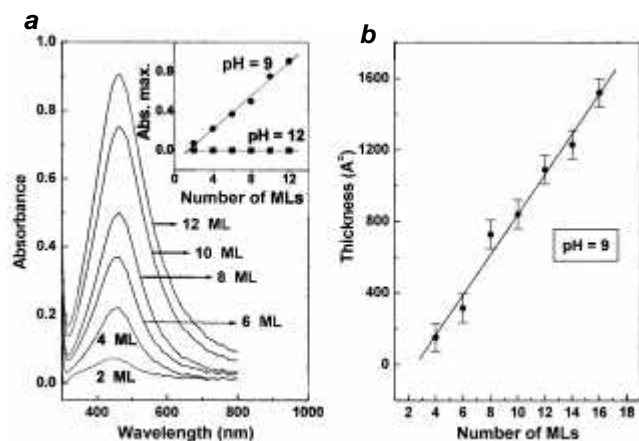 a
1.0
0.8
0.6
0.4
0.2
0.0
Absorbance
400
600
800
1000
Wavelength (nm)
0.8
0.4
0.0
Abs. max.
pH = 9
pH = 12
2
4
6
8
10
12
Number of MLs
12 ML
10 ML
8 ML
6 ML
4 ML
2 ML
b
1600
1200
800
400
0
Thickness (A°)
pH = 9
2
4
6
8
10
12
14
16
18
Number of MLs